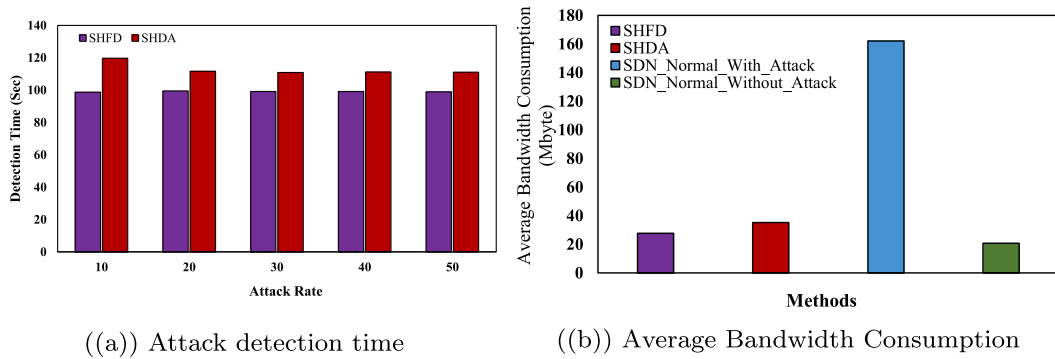 140
120
100
80
60
40
20
0
Detection Time (Sec)
SHFD SHDA
10 20 30 40 50
Attack Rate
((a)) Attack detection time
180
160
140
120
100
80
60
40
20
0
Average Bandwidth Consumption
(Mbyte)
SHFD
SHDA
SDN_Normal_With_Attack
SDN_Normal_Without_Attack
Methods
((b)) Average Bandwidth Consumption